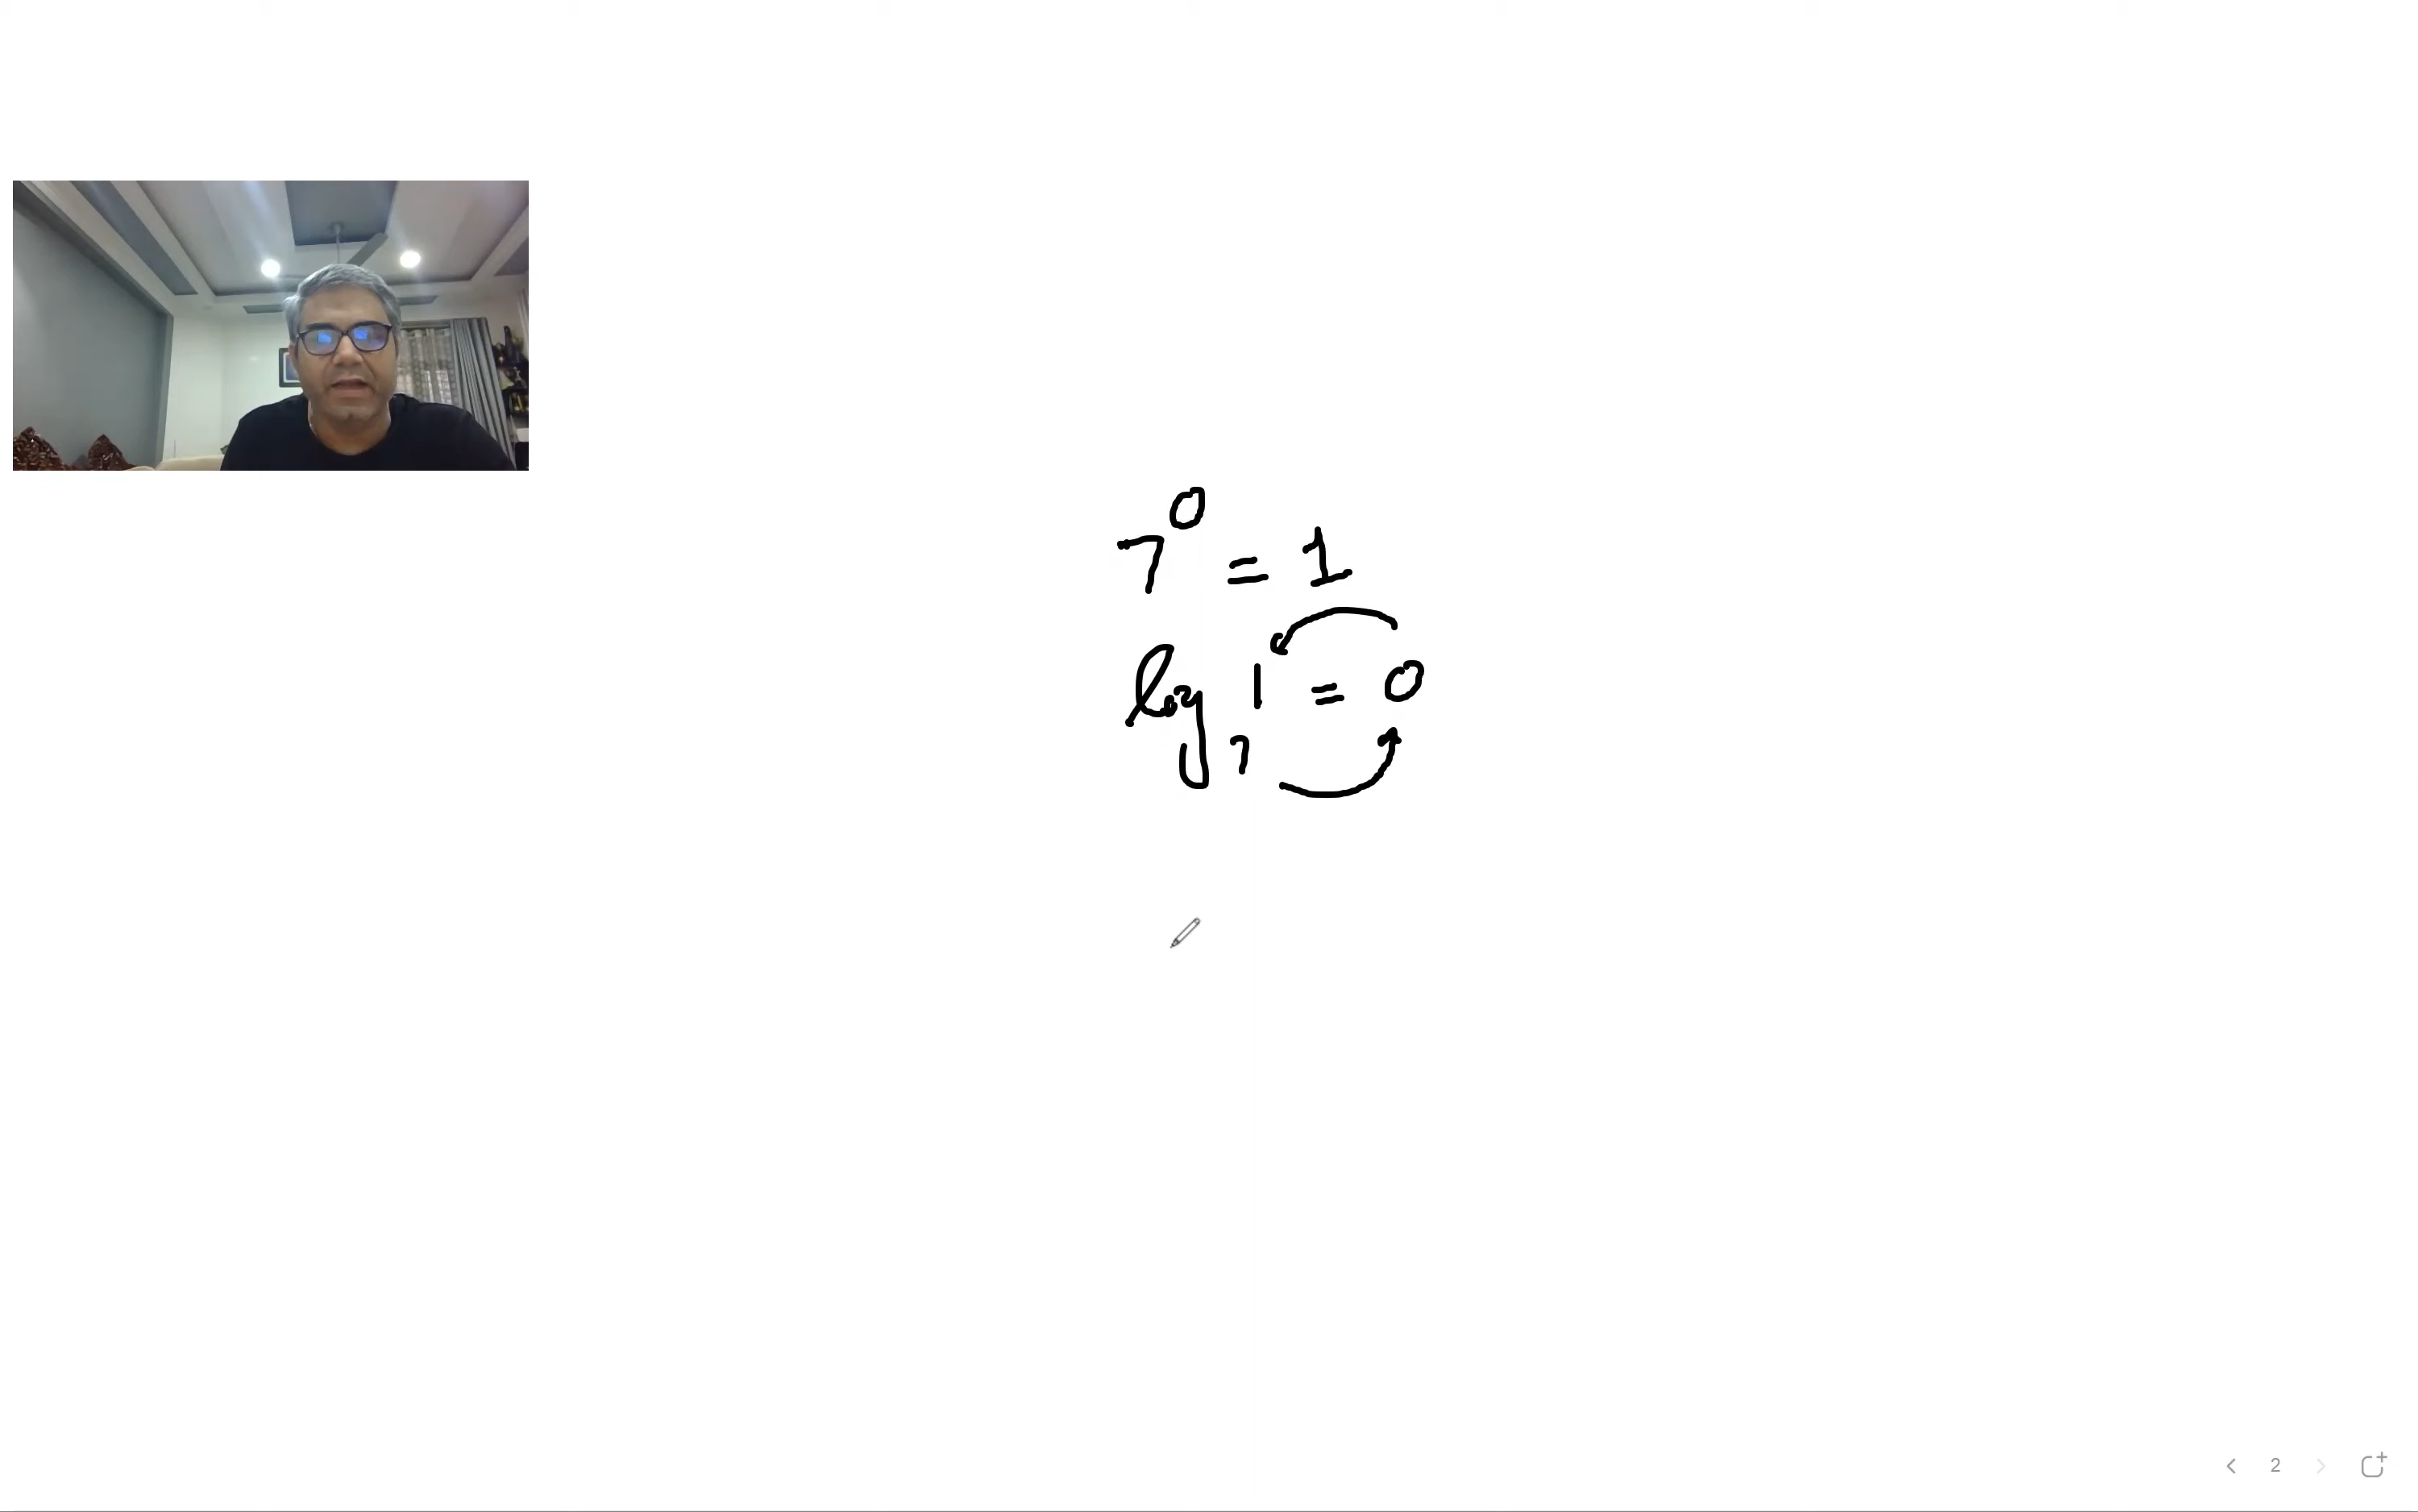 7⁰ = 1
log₇ 1 = 0
2